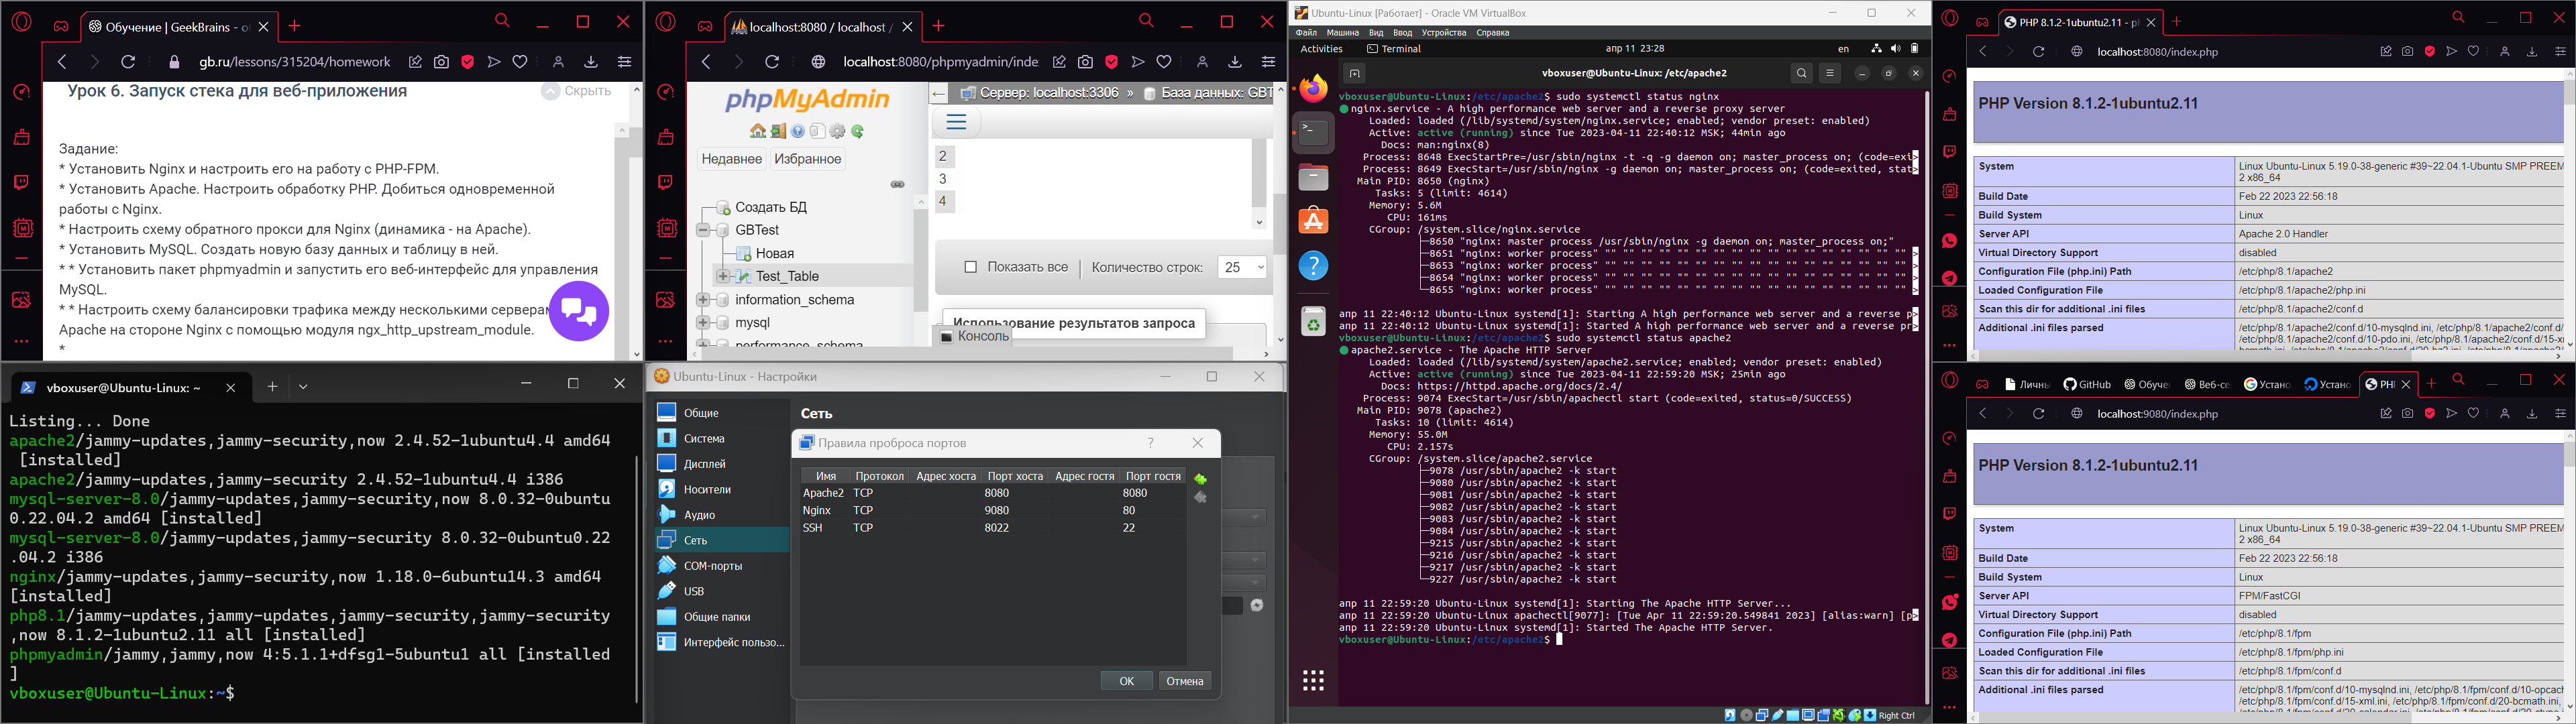 Обучение | GeekBrains - о
gb.ru/lessons/315204/homework
Урок 6. Запуск стека для веб-приложения
Скрыть
Задание:
* Установить Nginx и настроить его на работу с PHP-FPM.
* Установить Apache. Настроить обработку PHP. Добиться одновременной
работы с Nginx.
* Настроить схему обратного прокси для Nginx (динамика - на Apache).
* Установить MySQL. Создать новую базу данных и таблицу в ней.
* * Установить пакет phpmyadmin и запустить его веб-интерфейс для управления
MySQL.
* * Настроить схему балансировки трафика между несколькими серверам
Apache на стороне Nginx с помощью модуля ngx_http_upstream_module.
*
localhost:8080 / localhost /
localhost:8080/phpmyadmin/inde
phpMyAdmin
Недавнее Избранное
Создать БД
GBTest
Новая
Test_Table
information_schema
mysql
performance_schema
Сервер: localhost:3306 » База данных: GBT
2
3
4
Показать все | Количество строк: 25
Использование результатов запроса
Консоль
vboxuser@Ubuntu-Linux: ~
Listing... Done
apache2/jammy-updates,jammy-security,now 2.4.52-1ubuntu4.4 amd64
[installed]
apache2/jammy-updates,jammy-security 2.4.52-1ubuntu4.4 i386
mysql-server-8.0/jammy-updates,jammy-security,now 8.0.32-0ubuntu
0.22.04.2 amd64 [installed]
mysql-server-8.0/jammy-updates,jammy-security 8.0.32-0ubuntu0.22
.04.2 i386
nginx/jammy-updates,jammy-security,now 1.18.0-6ubuntu14.3 amd64
[installed]
php8.1/jammy-updates,jammy-updates,jammy-security,jammy-security
,now 8.1.2-1ubuntu2.11 all [installed]
phpmyadmin/jammy,jammy,now 4:5.1.1+dfsg1-5ubuntu1 all [installed
]
vboxuser@Ubuntu-Linux:~$
Ubuntu-Linux - Настройки
Общие
Система
Дисплей
Носители
Аудио
Сеть
COM-порты
USB
Общие папки
Интерфейс пользо...
Сеть
Правила проброса портов
Имя Протокол Адрес хоста Порт хоста Адрес гостя Порт гостя
Apache2 TCP 8080 8080
Nginx TCP 9080 80
SSH TCP 8022 22
OK Отмена
Ubuntu-Linux [Работает] - Oracle VM VirtualBox
Файл Машина Вид Ввод Устройства Справка
Activities Terminal апр 11 23:28 en
vboxuser@Ubuntu-Linux: /etc/apache2
vboxuser@Ubuntu-Linux:/etc/apache2$ sudo systemctl status nginx
nginx.service - A high performance web server and a reverse proxy server
Loaded: loaded (/lib/systemd/system/nginx.service; enabled; vendor preset: enabled)
Active: active (running) since Tue 2023-04-11 22:40:12 MSK; 44min ago
Docs: man:nginx(8)
Process: 8648 ExecStartPre=/usr/sbin/nginx -t -q -g daemon on; master_process on; (code=exi>
Process: 8649 ExecStart=/usr/sbin/nginx -g daemon on; master_process on; (code=exited, stat>
Main PID: 8650 (nginx)
Tasks: 5 (limit: 4614)
Memory: 5.6M
CPU: 161ms
CGroup: /system.slice/nginx.service
├─8650 "nginx: master process /usr/sbin/nginx -g daemon on; master_process on;"
├─8651 "nginx: worker process" "" "" "" "" "" "" "" "" "" "" "" "" "" "" "" "" >
├─8653 "nginx: worker process" "" "" "" "" "" "" "" "" "" "" "" "" "" "" "" "" >
├─8654 "nginx: worker process" "" "" "" "" "" "" "" "" "" "" "" "" "" "" "" "" >
└─8655 "nginx: worker process" "" "" "" "" "" "" "" "" "" "" "" "" "" "" "" "" >
апр 11 22:40:12 Ubuntu-Linux systemd[1]: Starting A high performance web server and a reverse p>
апр 11 22:40:12 Ubuntu-Linux systemd[1]: Started A high performance web server and a reverse pr>
vboxuser@Ubuntu-Linux:/etc/apache2$ sudo systemctl status apache2
apache2.service - The Apache HTTP Server
Loaded: loaded (/lib/systemd/system/apache2.service; enabled; vendor preset: enabled)
Active: active (running) since Tue 2023-04-11 22:59:20 MSK; 25min ago
Docs: https://httpd.apache.org/docs/2.4/
Process: 9074 ExecStart=/usr/sbin/apachectl start (code=exited, status=0/SUCCESS)
Main PID: 9078 (apache2)
Tasks: 10 (limit: 4614)
Memory: 55.0M
CPU: 2.157s
CGroup: /system.slice/apache2.service
├─9078 /usr/sbin/apache2 -k start
├─9080 /usr/sbin/apache2 -k start
├─9081 /usr/sbin/apache2 -k start
├─9082 /usr/sbin/apache2 -k start
├─9083 /usr/sbin/apache2 -k start
├─9084 /usr/sbin/apache2 -k start
├─9215 /usr/sbin/apache2 -k start
├─9216 /usr/sbin/apache2 -k start
├─9217 /usr/sbin/apache2 -k start
└─9227 /usr/sbin/apache2 -k start
апр 11 22:59:20 Ubuntu-Linux systemd[1]: Starting The Apache HTTP Server...
апр 11 22:59:20 Ubuntu-Linux apachectl[9077]: [Tue Apr 11 22:59:20.549841 2023] [alias:warn] [p>
апр 11 22:59:20 Ubuntu-Linux systemd[1]: Started The Apache HTTP Server.
vboxuser@Ubuntu-Linux:/etc/apache2$
Right Ctrl
PHP 8.1.2-1ubuntu2.11 - p
localhost:8080/index.php
PHP Version 8.1.2-1ubuntu2.11
System Linux Ubuntu-Linux 5.19.0-38-generic #39~22.04.1-Ubuntu SMP PREEM
2 x86_64
Build Date Feb 22 2023 22:56:18
Build System Linux
Server API Apache 2.0 Handler
Virtual Directory Support disabled
Configuration File (php.ini) Path /etc/php/8.1/apache2
Loaded Configuration File /etc/php/8.1/apache2/php.ini
Scan this dir for additional .ini files /etc/php/8.1/apache2/conf.d
Additional .ini files parsed /etc/php/8.1/apache2/conf.d/10-mysqlnd.ini, /etc/php/8.1/apache2/conf.d/
10-pdo.ini, /etc/php/8.1/apache2/conf.d/15-x
Личны GitHub Обуче Веб-се Устано Устано PH
localhost:9080/index.php
PHP Version 8.1.2-1ubuntu2.11
System Linux Ubuntu-Linux 5.19.0-38-generic #39~22.04.1-Ubuntu SMP PREEM
2 x86_64
Build Date Feb 22 2023 22:56:18
Build System Linux
Server API FPM/FastCGI
Virtual Directory Support disabled
Configuration File (php.ini) Path /etc/php/8.1/fpm
Loaded Configuration File /etc/php/8.1/fpm/php.ini
Scan this dir for additional .ini files /etc/php/8.1/fpm/conf.d
Additional .ini files parsed /etc/php/8.1/fpm/conf.d/10-mysqlnd.ini, /etc/php/8.1/fpm/conf.d/10-opcac
/etc/php/8.1/fpm/conf.d/15-xml.ini, /etc/php/8.1/fpm/conf.d/20-bcmath.ini,